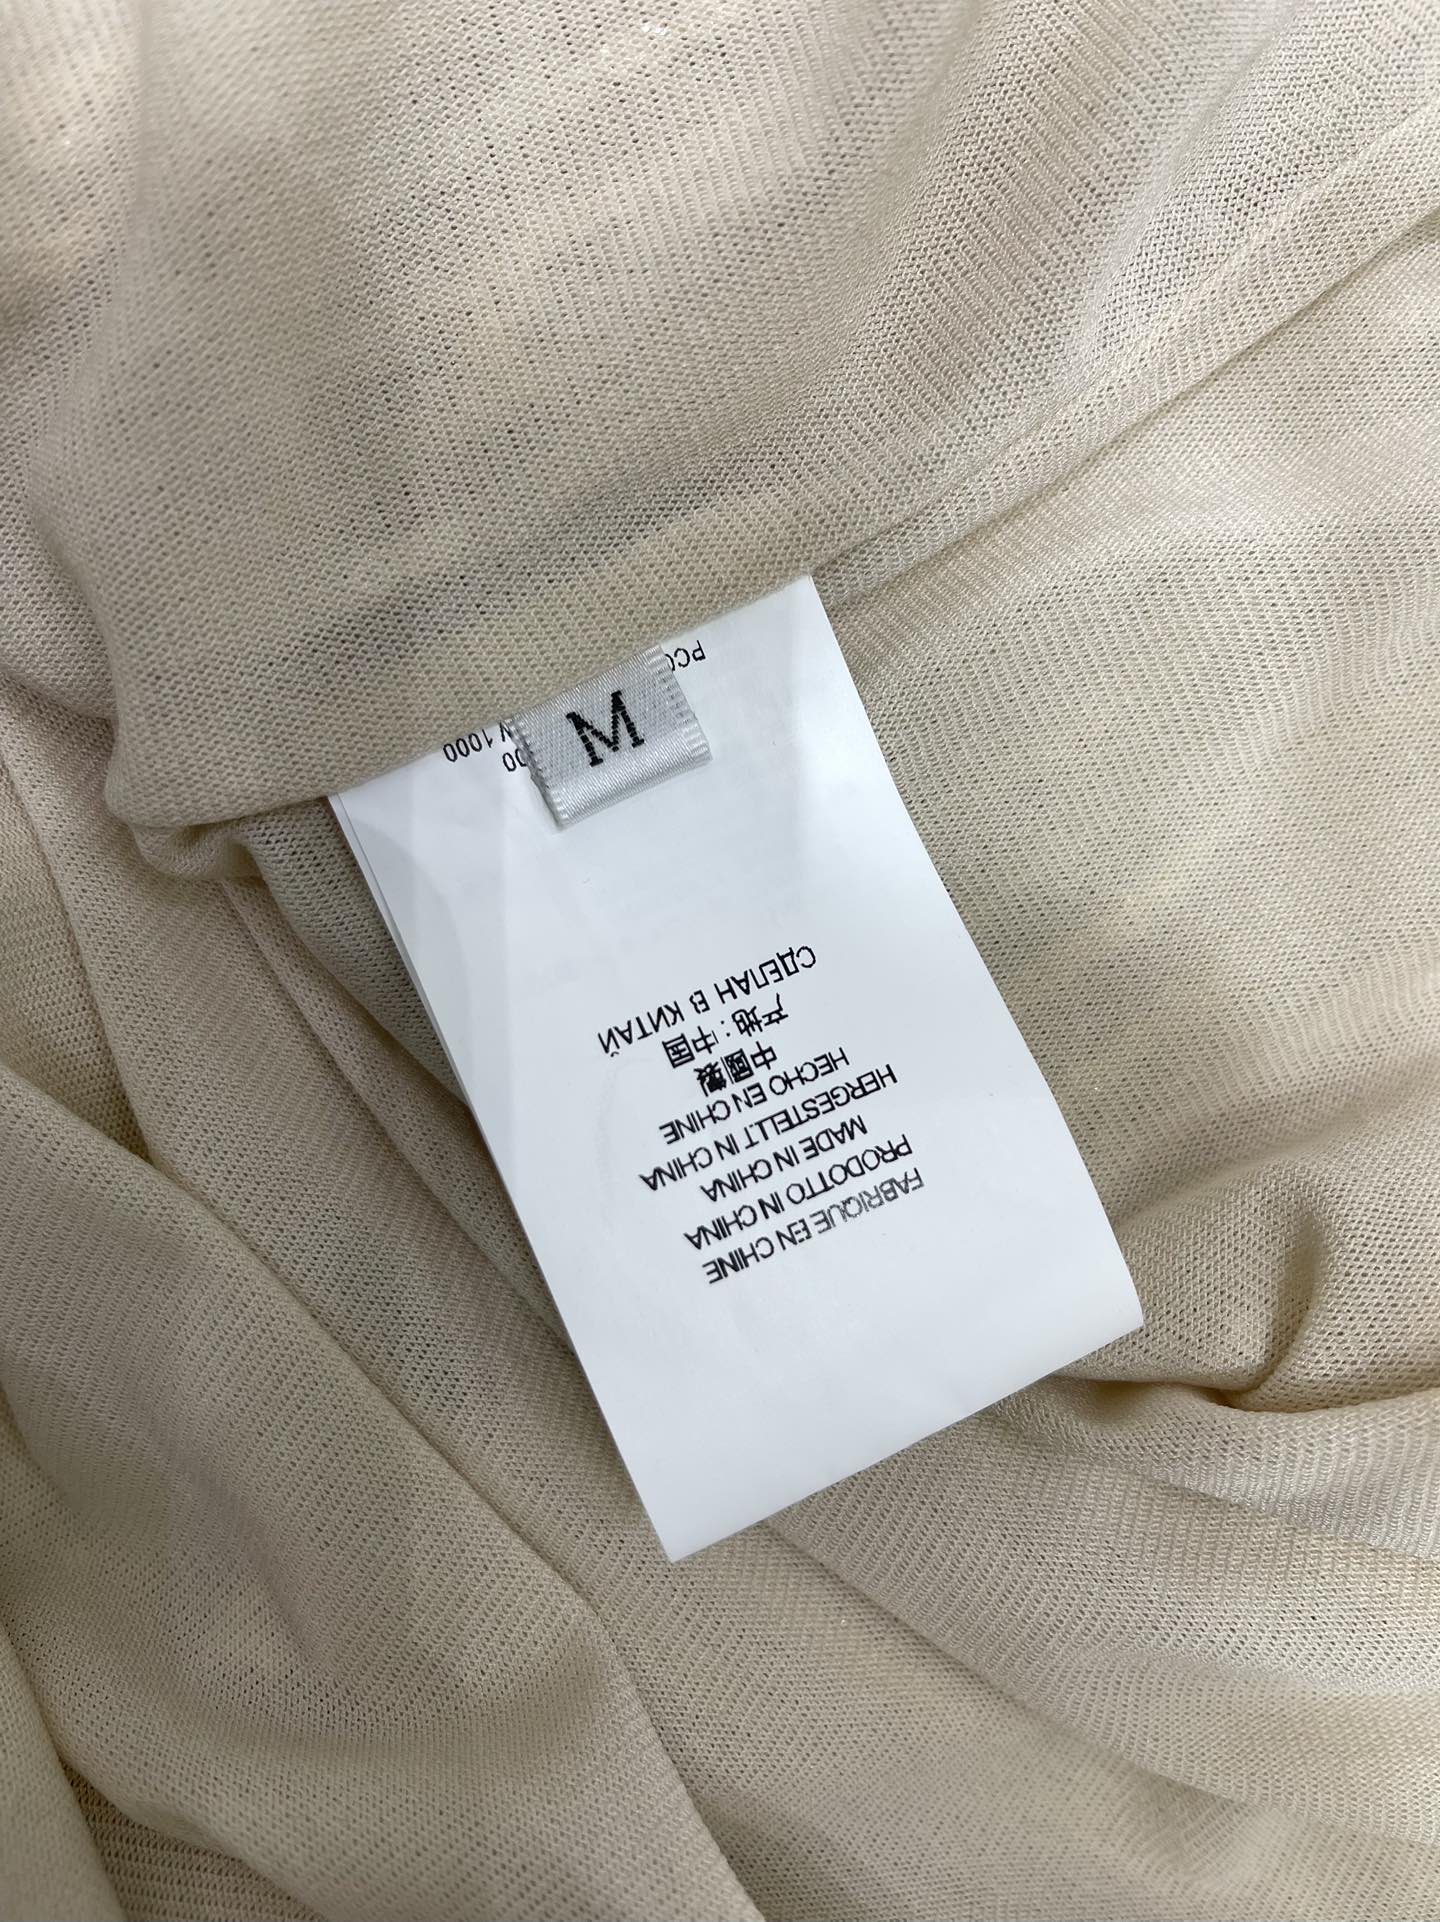 FABRIQUE EN CHINE
PRODOTTO IN CHINA
MADE IN CHINA
HERGESTELLT IN CHINA
HECHO EN CHINE
中國製
产地：中国
СДЕЛАН В КИТАЙ
M
1000